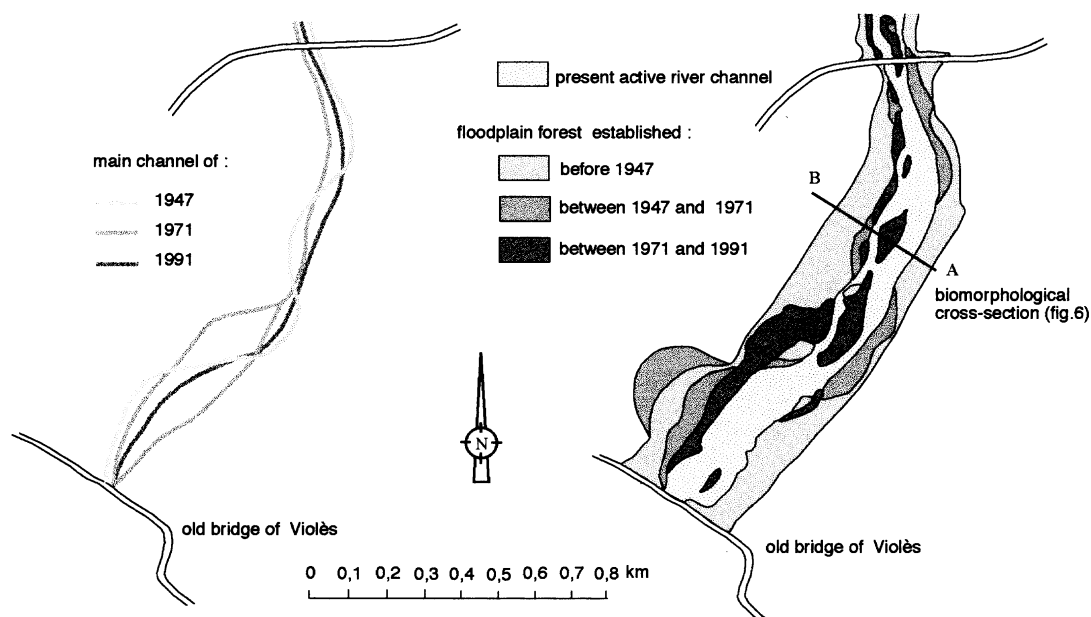 main channel of :
1947
1971
1991
old bridge of Violès
present active river channel
floodplain forest established :
before 1947
between 1947 and 1971
between 1971 and 1991
B
A
biomorphological
cross-section (fig.6)
N
old bridge of Violès
0 0,1 0,2 0,3 0,4 0,5 0,6 0,7 0,8 km